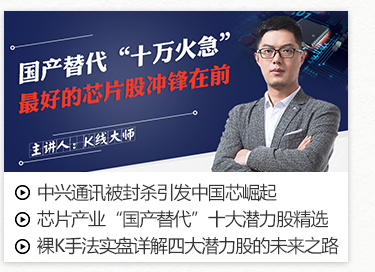 国产替代“十万火急”
最好的芯片股冲锋在前
主讲人：K线大师
中兴通讯被封杀引发中国芯崛起
芯片产业“国产替代”十大潜力股精选
裸K手法实盘详解四大潜力股的未来之路